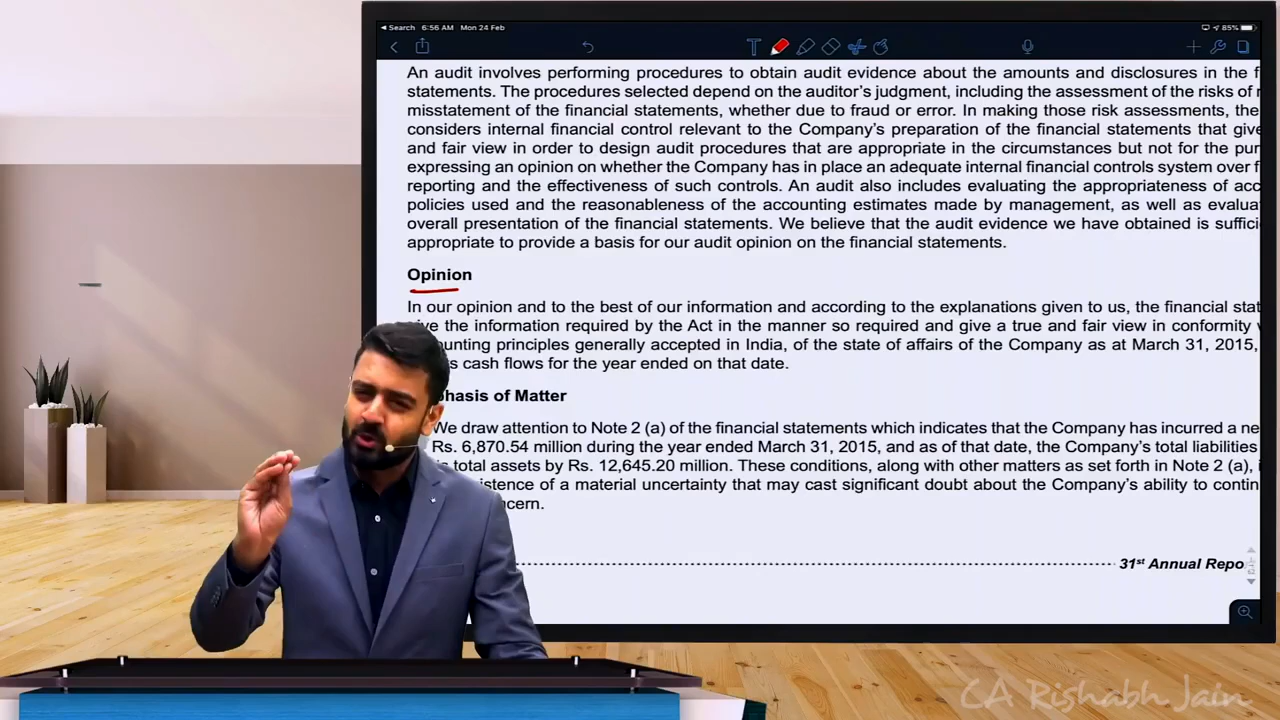 Search 6:56 AM Mon 24 Feb 85%
An audit involves performing procedures to obtain audit evidence about the amounts and disclosures in the
statements. The procedures selected depend on the auditor's judgment, including the assessment of the risks of
misstatement of the financial statements, whether due to fraud or error. In making those risk assessments, the
considers internal financial control relevant to the Company's preparation of the financial statements that give
and fair view in order to design audit procedures that are appropriate in the circumstances but not for the pur
expressing an opinion on whether the Company has in place an adequate internal financial controls system over
reporting and the effectiveness of such controls. An audit also includes evaluating the appropriateness of acc
policies used and the reasonableness of the accounting estimates made by management, as well as evalua
overall presentation of the financial statements. We believe that the audit evidence we have obtained is suffici
appropriate to provide a basis for our audit opinion on the financial statements.
Opinion
In our opinion and to the best of our information and according to the explanations given to us, the financial stat
give the information required by the Act in the manner so required and give a true and fair view in conformity
ounting principles generally accepted in India, of the state of affairs of the Company as at March 31, 2015,
s cash flows for the year ended on that date.
phasis of Matter
We draw attention to Note 2 (a) of the financial statements which indicates that the Company has incurred a ne
Rs. 6,870.54 million during the year ended March 31, 2015, and as of that date, the Company's total liabilities
total assets by Rs. 12,645.20 million. These conditions, along with other matters as set forth in Note 2 (a),
istence of a material uncertainty that may cast significant doubt about the Company's ability to contin
ncern.
31st Annual Repo
CA Rishabh Jain